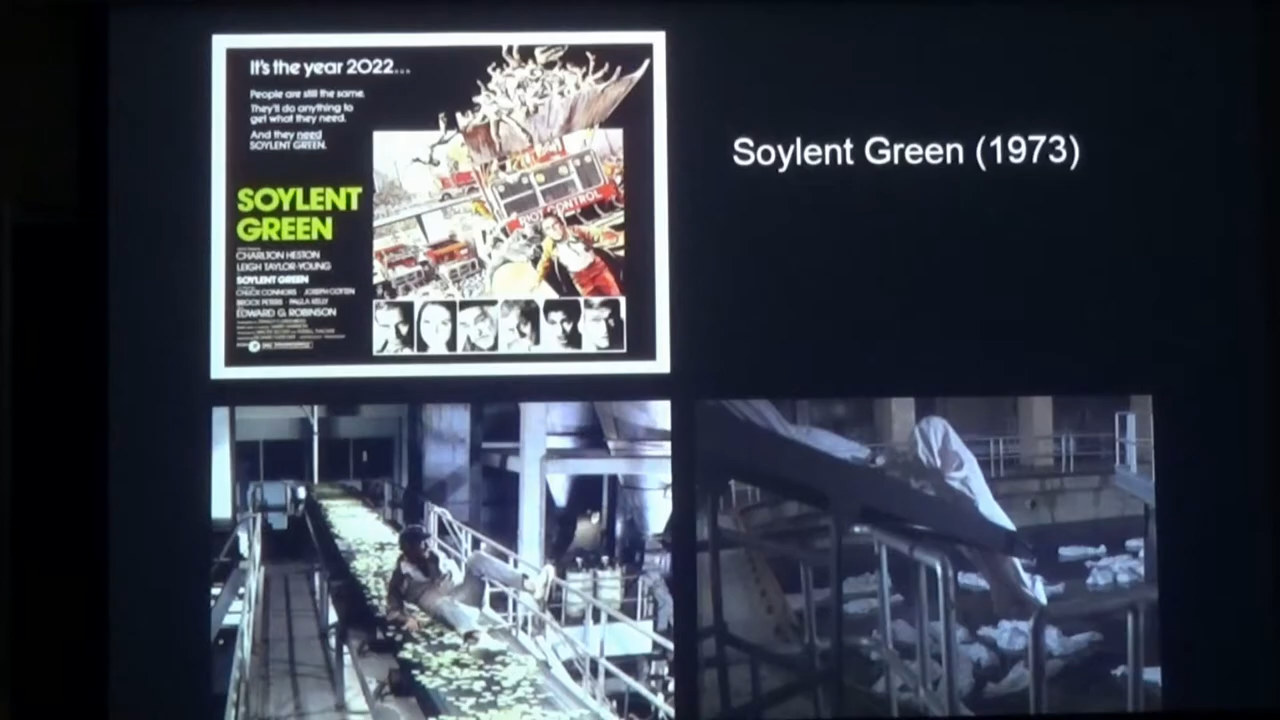 It's the year 2022...
People are still the same.
They'll do anything to
get what they need.
And they need
SOYLENT GREEN.
SOYLENT
GREEN
CHARLTON HESTON
LEIGH TAYLOR-YOUNG
SOYLENT GREEN
CHUCK CONNORS · JOSEPH COTTEN
BROCK PETERS · PAULA KELLY
EDWARD G. ROBINSON
RIOT CONTROL
Soylent Green (1973)